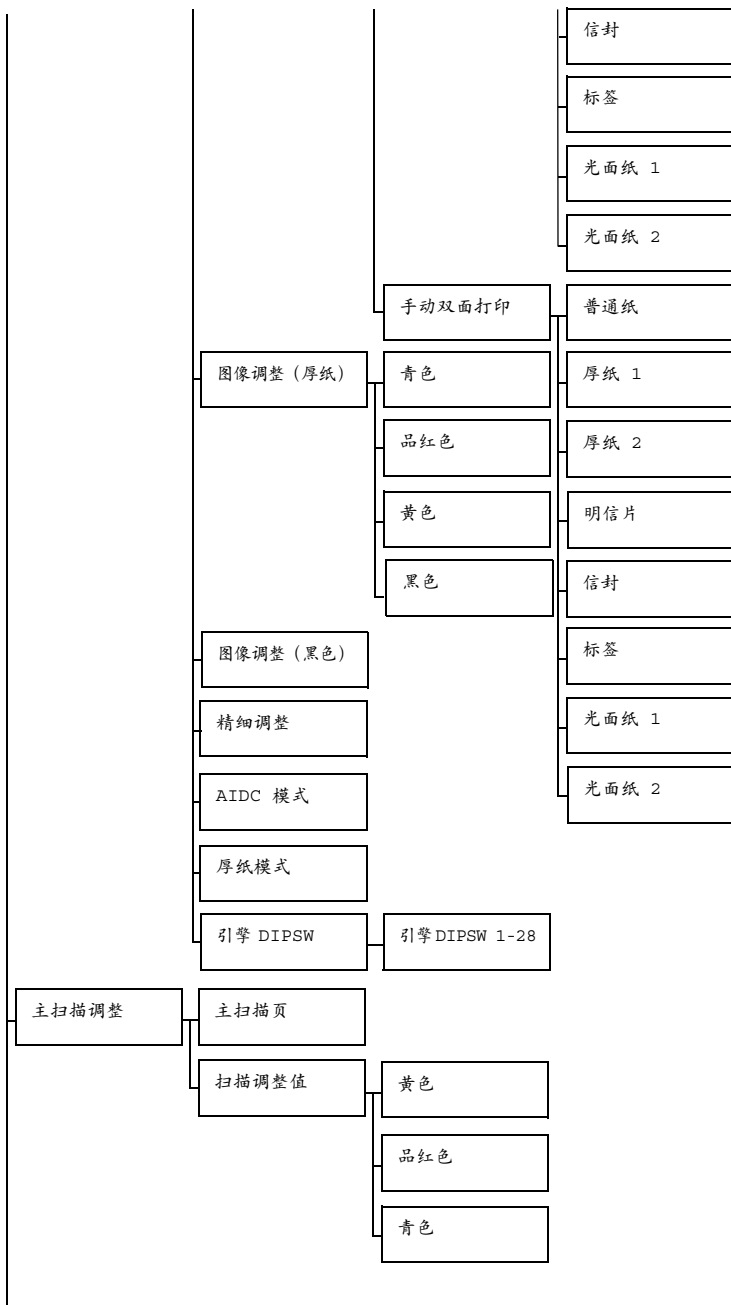 信封
标签
光面纸 1
光面纸 2
手动双面打印
普通纸
图像调整（厚纸）
青色
厚纸 1
品红色
厚纸 2
黄色
明信片
黑色
信封
图像调整（黑色）
标签
精细调整
光面纸 1
AIDC 模式
光面纸 2
厚纸模式
引擎 DIPSW
引擎 DIPSW 1-28
主扫描调整
主扫描页
扫描调整值
黄色
品红色
青色